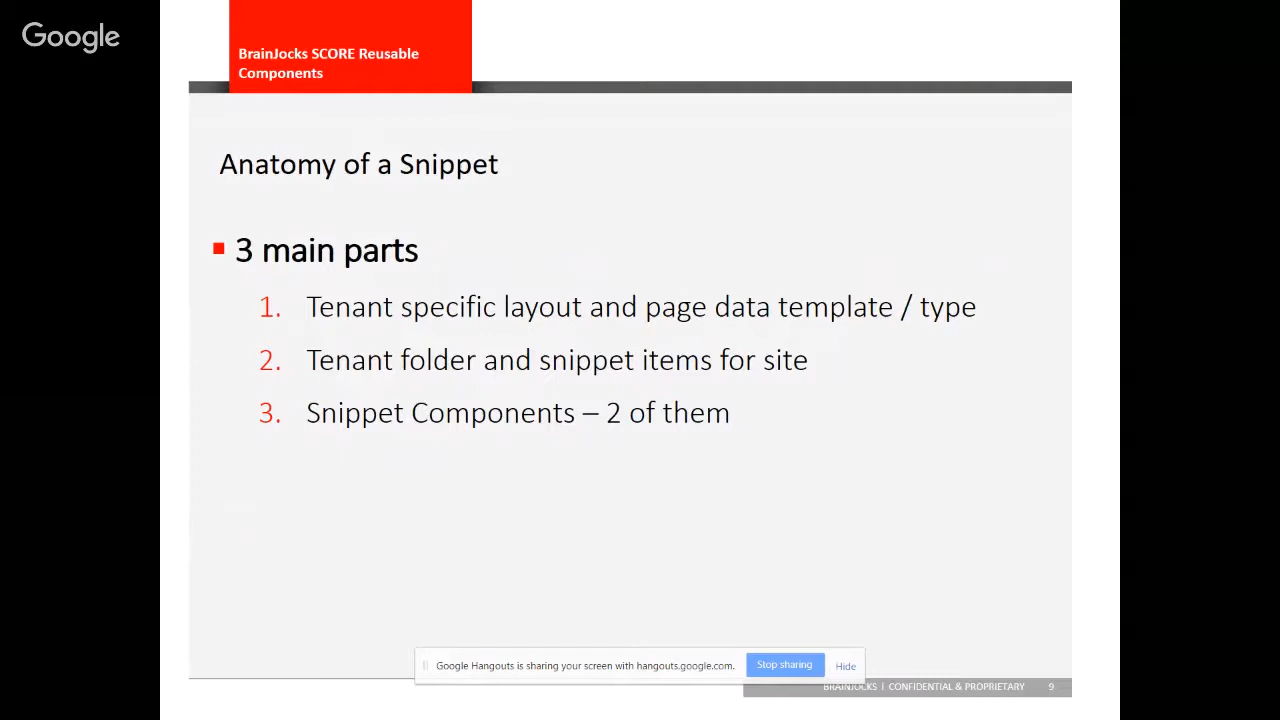 Google
BrainJocks SCORE Reusable
Components
Anatomy of a Snippet
3 main parts
1. Tenant specific layout and page data template / type
2. Tenant folder and snippet items for site
3. Snippet Components – 2 of them
Google Hangouts is sharing your screen with hangouts.google.com. Stop sharing Hide
BRAINJOCKS | CONFIDENTIAL & PROPRIETARY 9